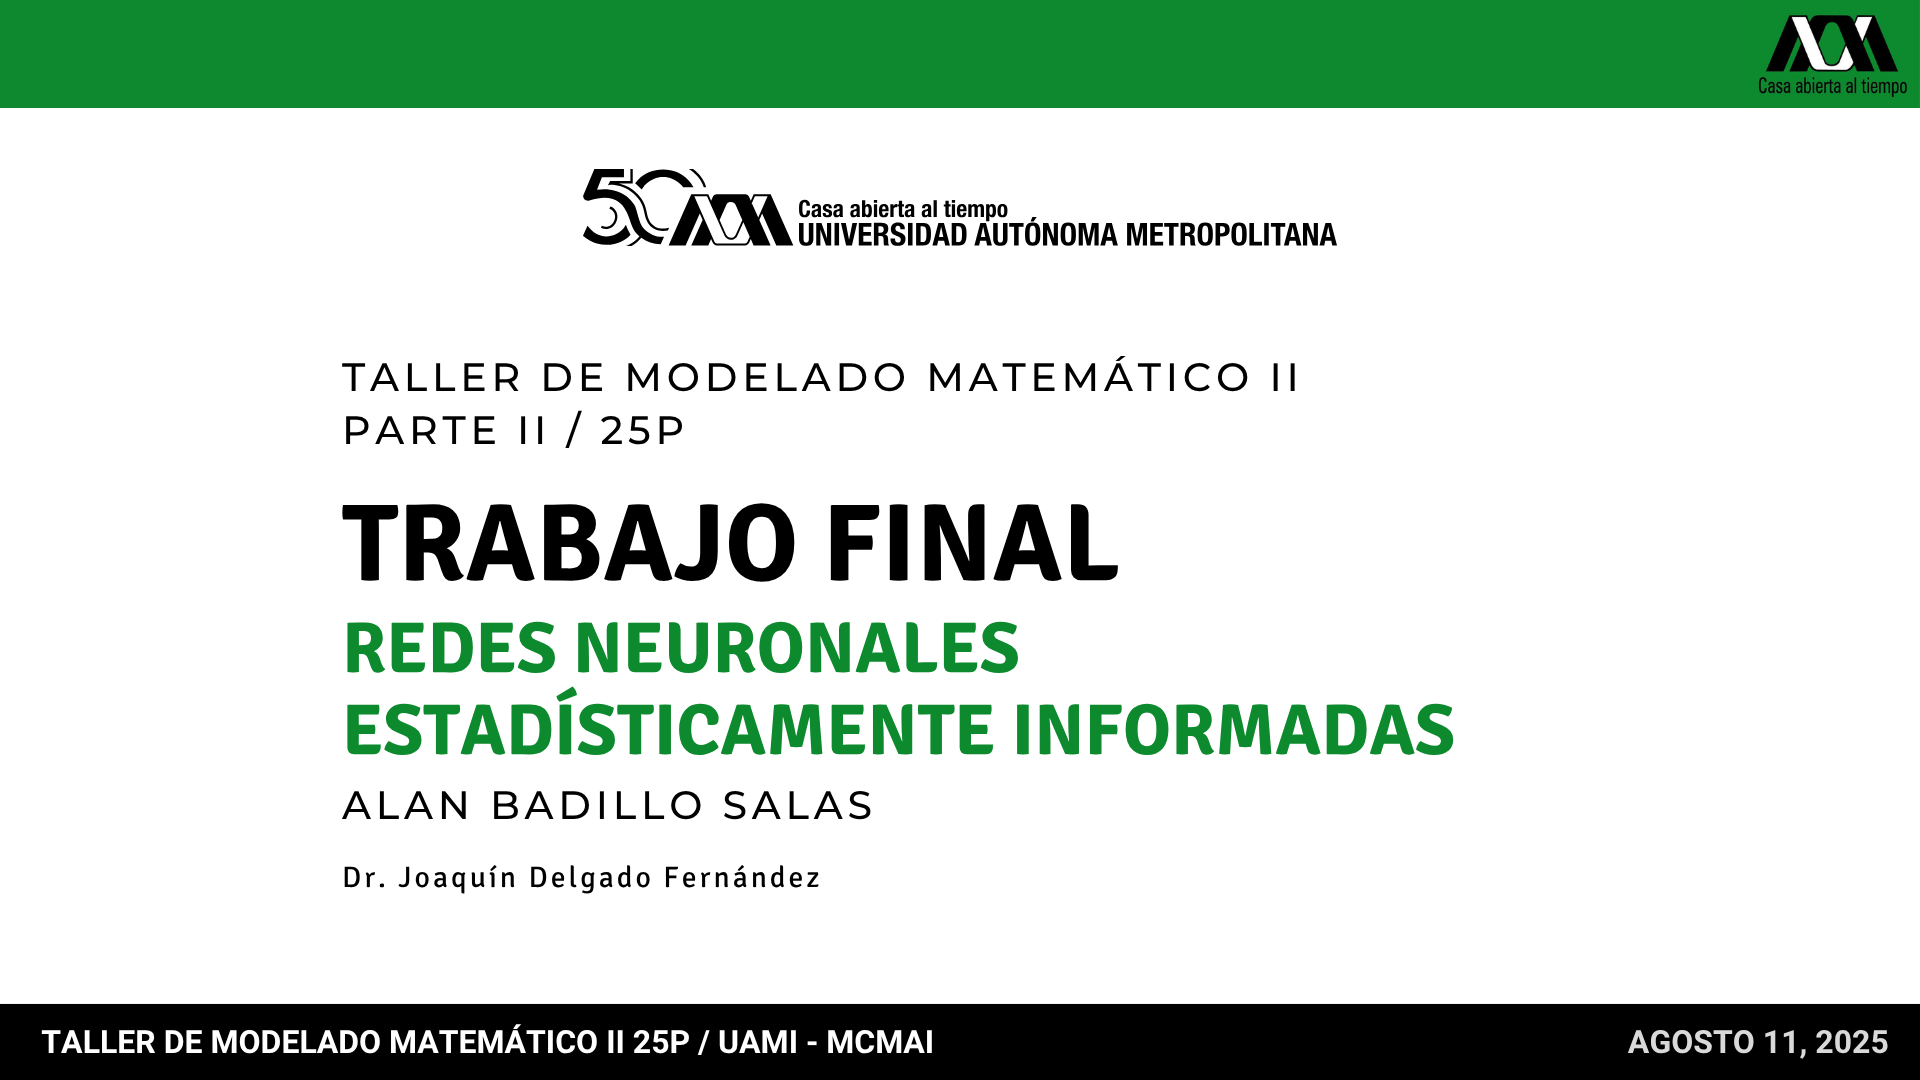 Casa abierta al tiempo
50
Casa abierta al tiempo
UNIVERSIDAD AUTÓNOMA METROPOLITANA
TALLER DE MODELADO MATEMÁTICO II
PARTE II / 25P
TRABAJO FINAL
REDES NEURONALES
ESTADÍSTICAMENTE INFORMADAS
ALAN BADILLO SALAS
Dr. Joaquín Delgado Fernández
TALLER DE MODELADO MATEMÁTICO II 25P / UAMI - MCMAI
AGOSTO 11, 2025